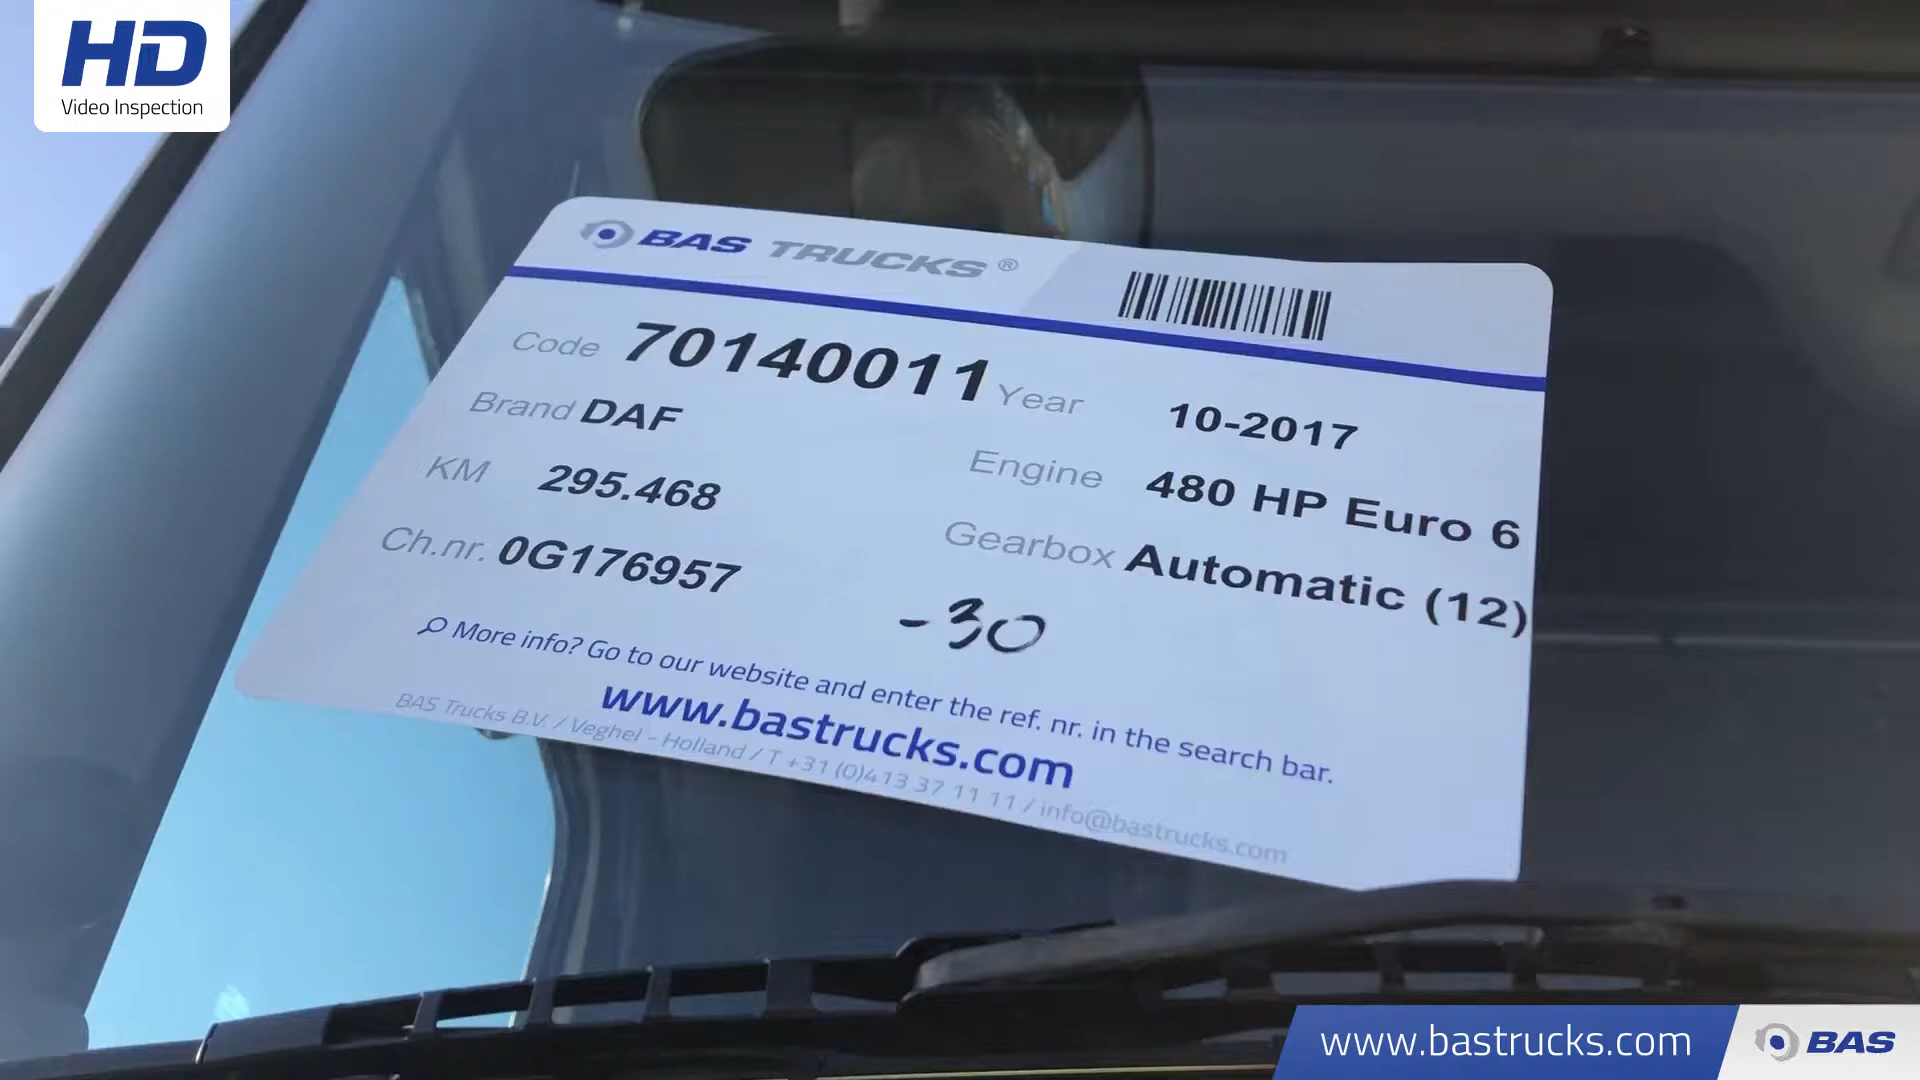 HD
Video Inspection
BAS TRUCKS®
Code 70140011 Year 10-2017
Brand DAF Engine 480 HP Euro 6
KM 295.468 Gearbox Automatic (12)
Ch.nr. 0G176957
-30
More info? Go to our website and enter the ref. nr. in the search bar.
www.bastrucks.com
BAS Trucks B.V. / Veghel - Holland / T +31 (0)413 37 11 11 / info@bastrucks.com
www.bastrucks.com BAS